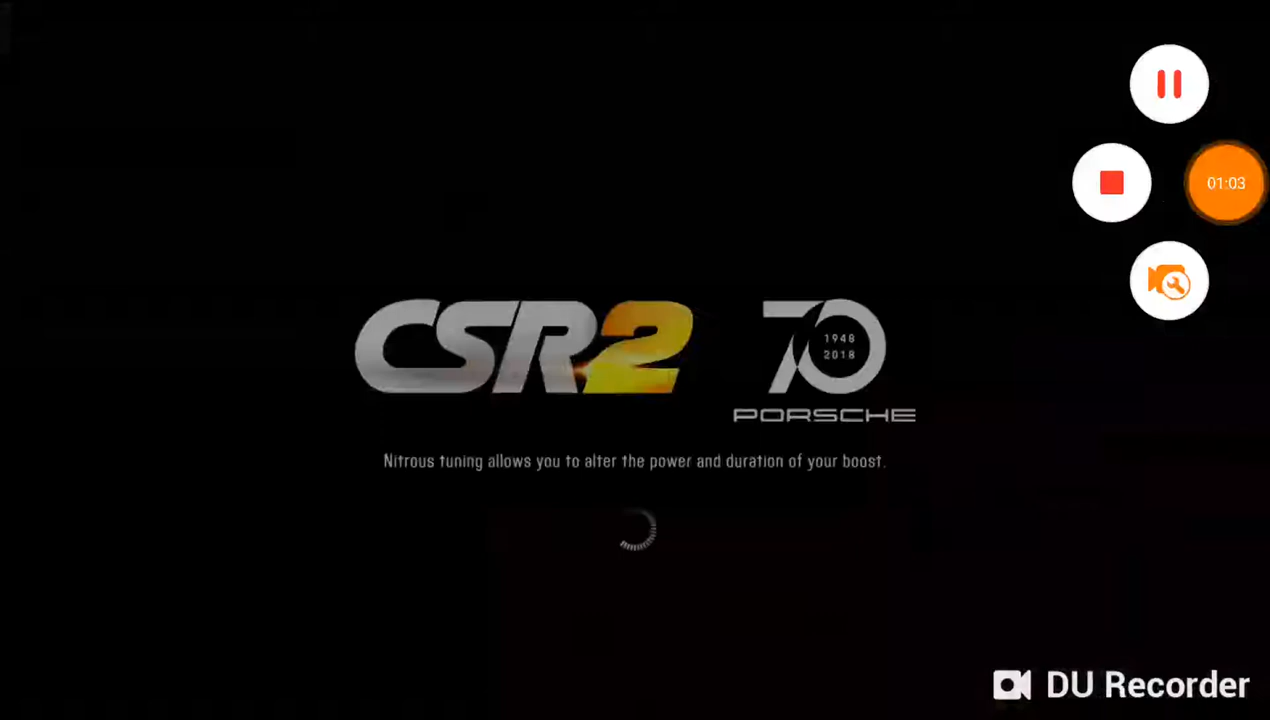 01:03
CSR2
70
1948
2018
PORSCHE
Nitrous tuning allows you to alter the power and duration of your boost.
DU Recorder